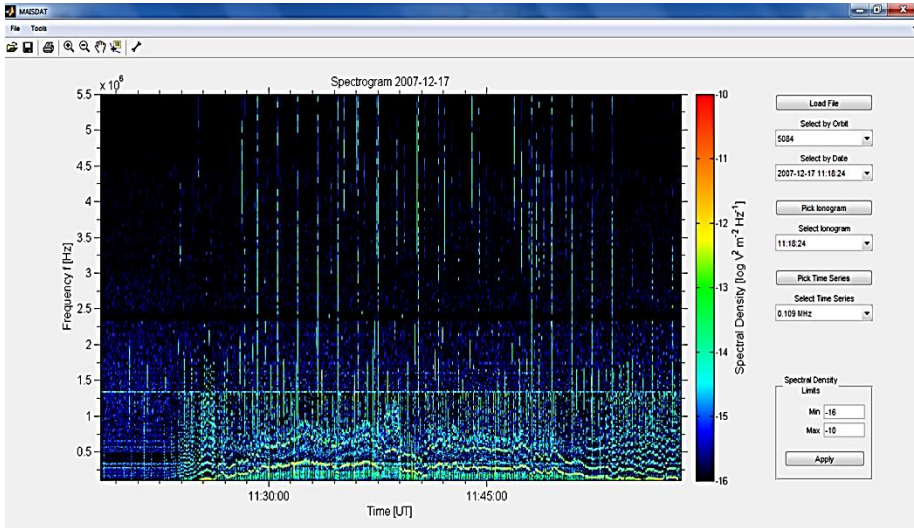 MAISDAT
File Tools
Spectrogram 2007-12-17
x 10^6
5.5
5
4.5
4
3.5
3
2.5
2
1.5
1
0.5
Frequency f [Hz]
11:30:00
11:45:00
Time [UT]
-10
-11
-12
-13
-14
-15
-16
Spectral Density [log V² m⁻² Hz⁻¹]
Load File
Select by Orbit
5084
Select by Date
2007-12-17 11:18:24
Pick Ionogram
Select Ionogram
11:18:24
Pick Time Series
Select Time Series
0.109 MHz
Spectral Density
Limits
Min -16
Max -10
Apply